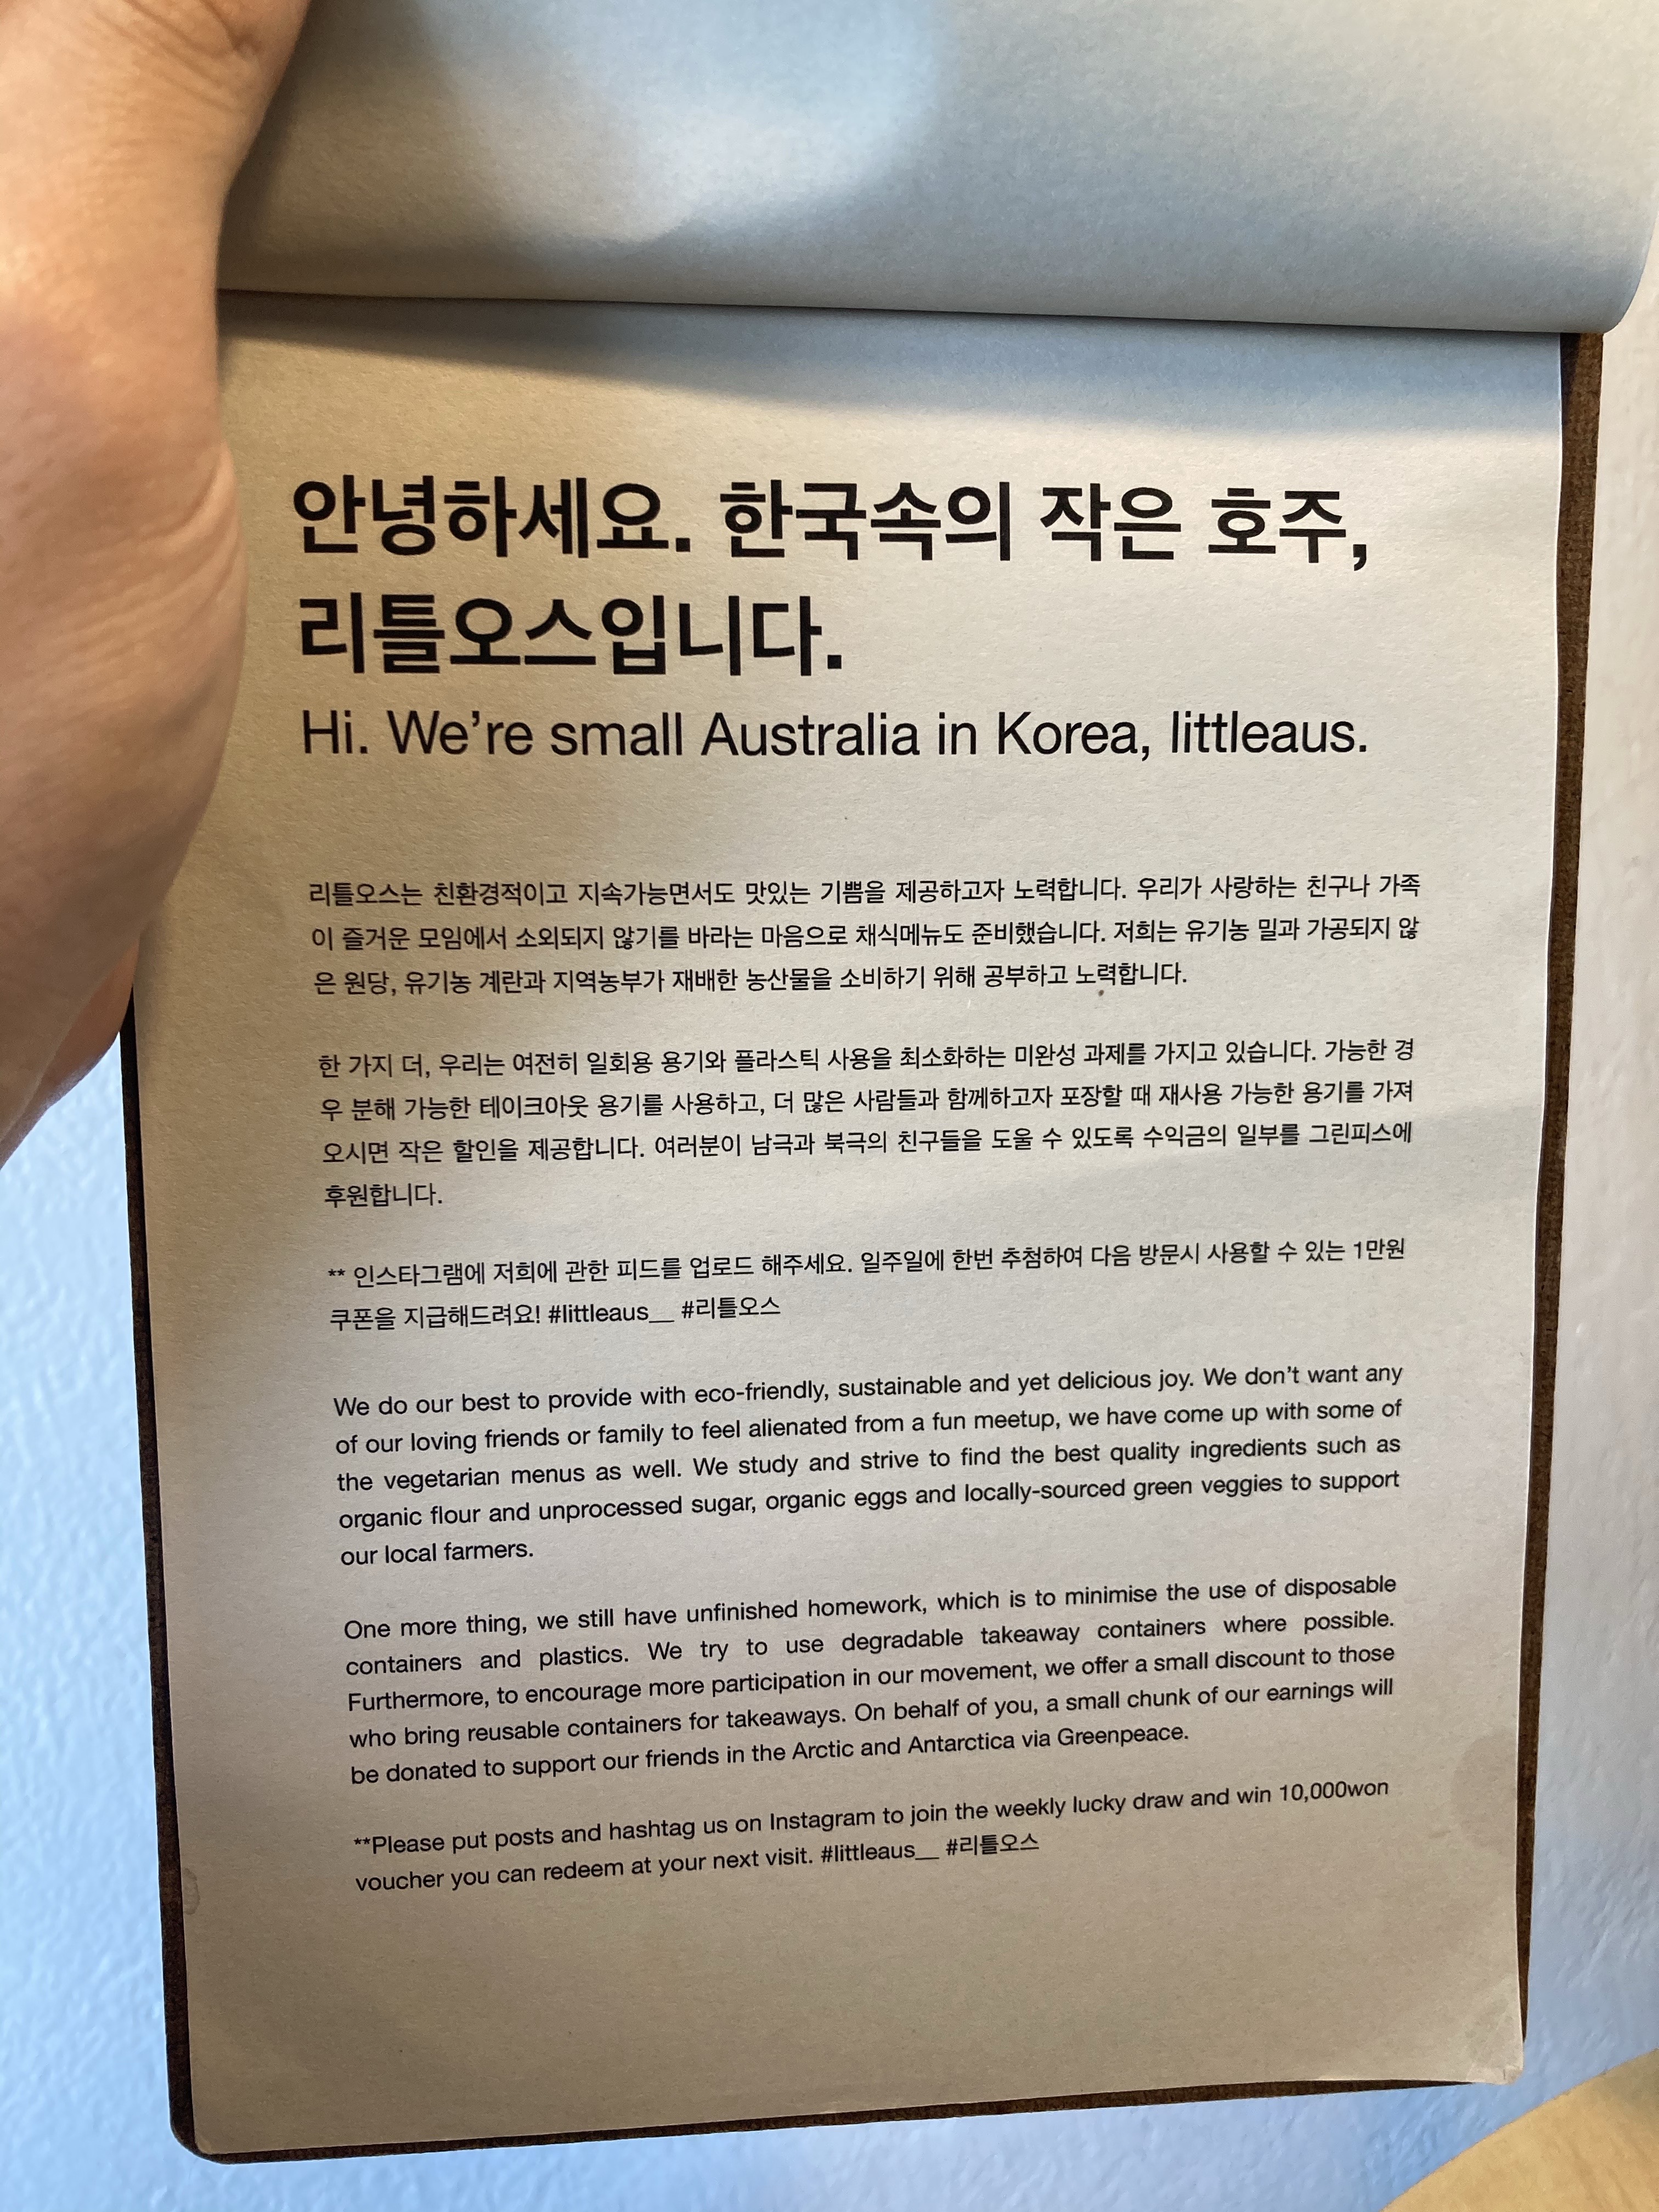 안녕하세요. 한국속의 작은 호주,
리틀오스입니다.
Hi. We're small Australia in Korea, littleaus.
리틀오스는 친환경적이고 지속가능면서도 맛있는 기쁨을 제공하고자 노력합니다. 우리가 사랑하는 친구나 가족
이 즐거운 모임에서 소외되지 않기를 바라는 마음으로 채식메뉴도 준비했습니다. 저희는 유기농 밀과 가공되지 않
은 원당, 유기농 계란과 지역농부가 재배한 농산물을 소비하기 위해 공부하고 노력합니다.
한 가지 더, 우리는 여전히 일회용 용기와 플라스틱 사용을 최소화하는 미완성 과제를 가지고 있습니다. 가능한 경
우 분해 가능한 테이크아웃 용기를 사용하고, 더 많은 사람들과 함께하고자 포장할 때 재사용 가능한 용기를 가져
오시면 작은 할인을 제공합니다. 여러분이 남극과 북극의 친구들을 도울 수 있도록 수익금의 일부를 그린피스에
후원합니다.
** 인스타그램에 저희에 관한 피드를 업로드 해주세요. 일주일에 한번 추첨하여 다음 방문시 사용할 수 있는 1만원
쿠폰을 지급해드려요! #littleaus__ #리틀오스
We do our best to provide with eco-friendly, sustainable and yet delicious joy. We don't want any
of our loving friends or family to feel alienated from a fun meetup, we have come up with some of
the vegetarian menus as well. We study and strive to find the best quality ingredients such as
organic flour and unprocessed sugar, organic eggs and locally-sourced green veggies to support
our local farmers.
One more thing, we still have unfinished homework, which is to minimise the use of disposable
containers and plastics. We try to use degradable takeaway containers where possible.
Furthermore, to encourage more participation in our movement, we offer a small discount to those
who bring reusable containers for takeaways. On behalf of you, a small chunk of our earnings will
be donated to support our friends in the Arctic and Antarctica via Greenpeace.
**Please put posts and hashtag us on Instagram to join the weekly lucky draw and win 10,000won
voucher you can redeem at your next visit. #littleaus__ #리틀오스